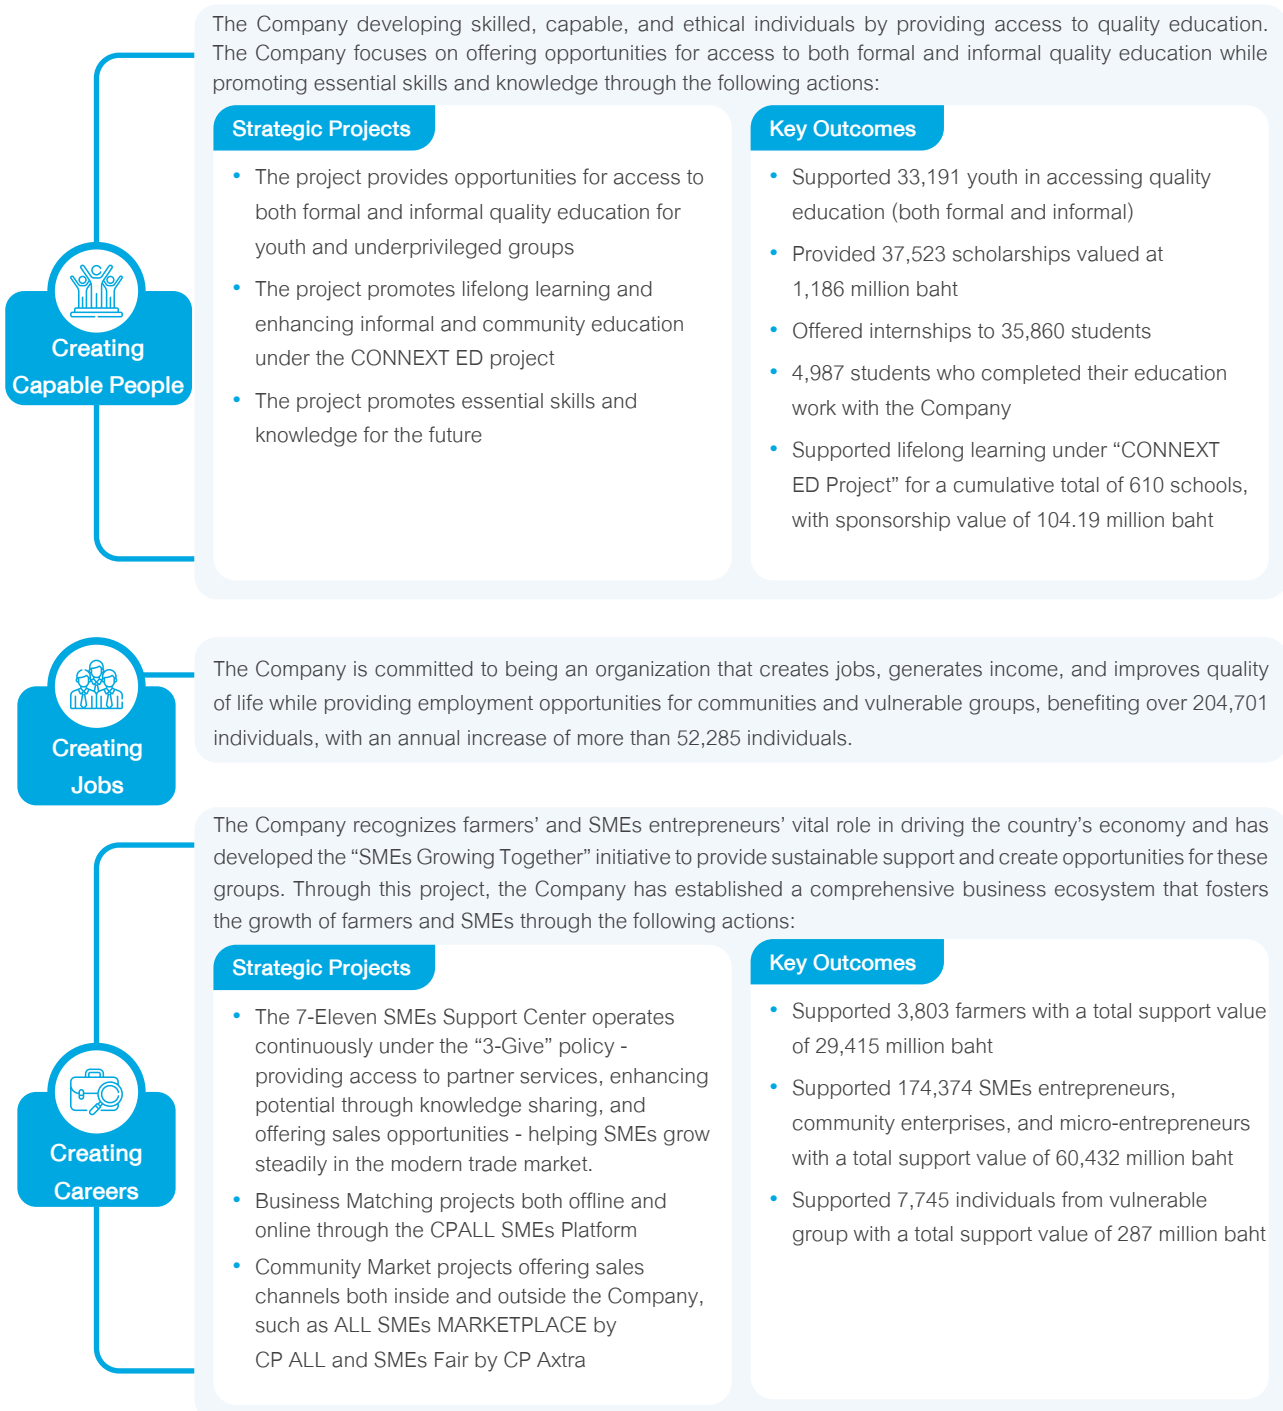 The Company developing skilled, capable, and ethical individuals by providing access to quality education.
The Company focuses on offering opportunities for access to both formal and informal quality education while
promoting essential skills and knowledge through the following actions:
Creating
Capable People
Strategic Projects
• The project provides opportunities for access to
both formal and informal quality education for
youth and underprivileged groups
• The project promotes lifelong learning and
enhancing informal and community education
under the CONNEXT ED project
• The project promotes essential skills and
knowledge for the future
Key Outcomes
• Supported 33,191 youth in accessing quality
education (both formal and informal)
• Provided 37,523 scholarships valued at
1,186 million baht
• Offered internships to 35,860 students
• 4,987 students who completed their education
work with the Company
• Supported lifelong learning under “CONNEXT
ED Project” for a cumulative total of 610 schools,
with sponsorship value of 104.19 million baht
Creating
Jobs
The Company is committed to being an organization that creates jobs, generates income, and improves quality
of life while providing employment opportunities for communities and vulnerable groups, benefiting over 204,701
individuals, with an annual increase of more than 52,285 individuals.
The Company recognizes farmers’ and SMEs entrepreneurs’ vital role in driving the country’s economy and has
developed the “SMEs Growing Together” initiative to provide sustainable support and create opportunities for these
groups. Through this project, the Company has established a comprehensive business ecosystem that fosters
the growth of farmers and SMEs through the following actions:
Creating
Careers
Strategic Projects
• The 7-Eleven SMEs Support Center operates
continuously under the “3-Give” policy -
providing access to partner services, enhancing
potential through knowledge sharing, and
offering sales opportunities - helping SMEs grow
steadily in the modern trade market.
• Business Matching projects both offline and
online through the CPALL SMEs Platform
• Community Market projects offering sales
channels both inside and outside the Company,
such as ALL SMEs MARKETPLACE by
CP ALL and SMEs Fair by CP Axtra
Key Outcomes
• Supported 3,803 farmers with a total support value
of 29,415 million baht
• Supported 174,374 SMEs entrepreneurs,
community enterprises, and micro-entrepreneurs
with a total support value of 60,432 million baht
• Supported 7,745 individuals from vulnerable
group with a total support value of 287 million baht